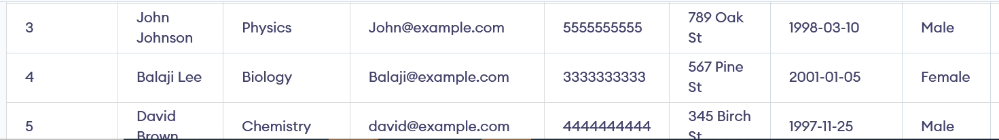 3 John Johnson Physics John@example.com 5555555555 789 Oak St 1998-03-10 Male
4 Balaji Lee Biology Balaji@example.com 3333333333 567 Pine St 2001-01-05 Female
5 David Brown Chemistry david@example.com 4444444444 345 Birch St 1997-11-25 Male